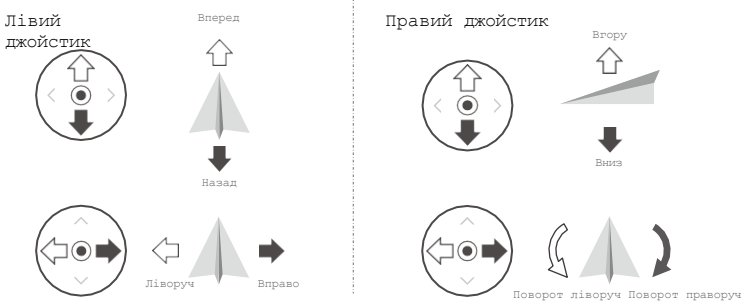 Лівий
джойстик
Вперед
Назад
Ліворуч
Вправо
Правий джойстик
Вгору
Вниз
Поворот ліворуч
Поворот праворуч